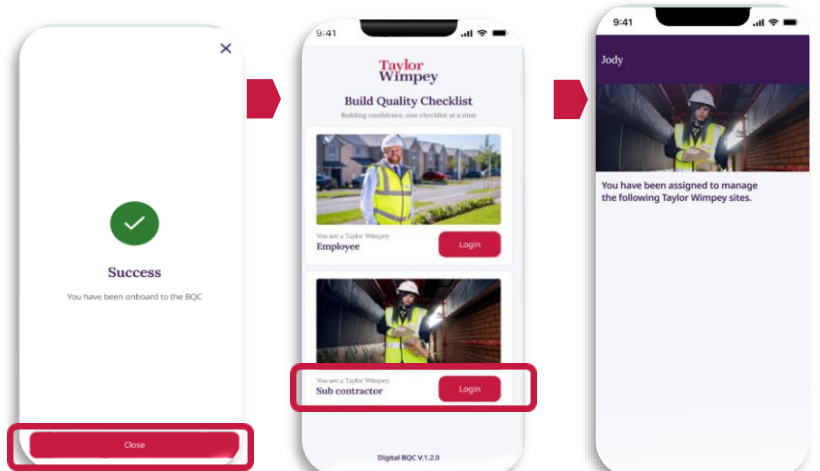 Success
You have been onboard to the BQC
Close
9:41
Taylor
Wimpey
Build Quality Checklist
Building confidence, one checklist at a time
You are a Taylor Wimpey
Employee
Login
You are a Taylor Wimpey
Sub contractor
Login
Digital BQC V.1.2.0
9:41
Jody
You have been assigned to manage
the following Taylor Wimpey sites.